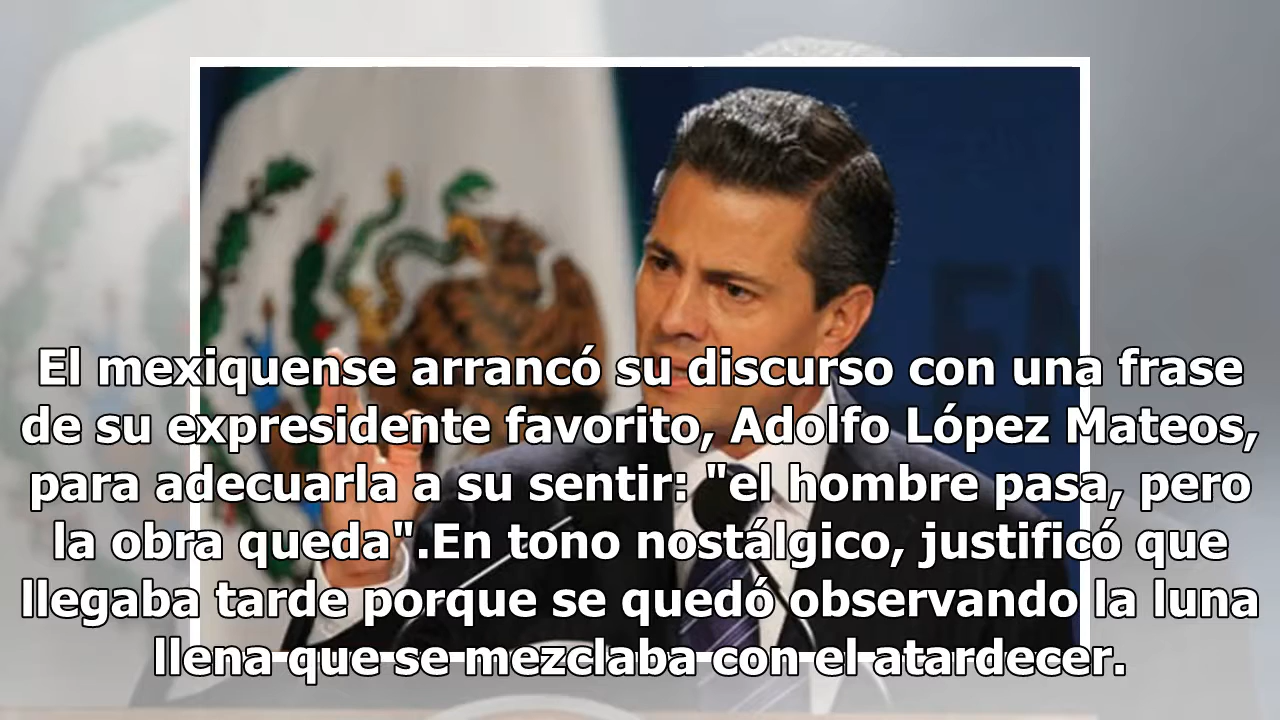 El mexiquense arrancó su discurso con una frase
de su expresidente favorito, Adolfo López Mateos,
para adecuarla a su sentir: "el hombre pasa, pero
la obra queda".En tono nostálgico, justificó que
llegaba tarde porque se quedó observando la luna
llena que se mezclaba con el atardecer.